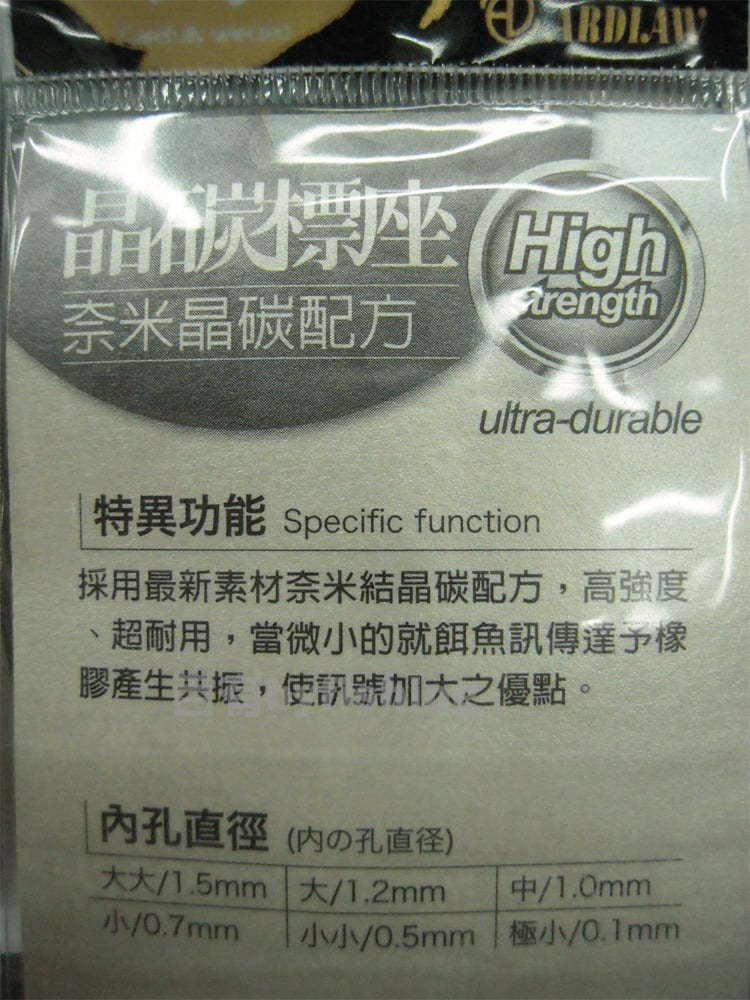 Carefully selected
ARDLAW
晶碳標座
奈米晶碳配方
High
Strength
ultra-durable
特異功能 Specific function
採用最新素材奈米結晶碳配方，高強度
、超耐用，當微小的就餌魚訊傳達予橡
膠產生共振，使訊號加大之優點。
內孔直徑 (内の孔直径)
大大/1.5mm 大/1.2mm 中/1.0mm
小/0.7mm 小小/0.5mm 極小/0.1mm